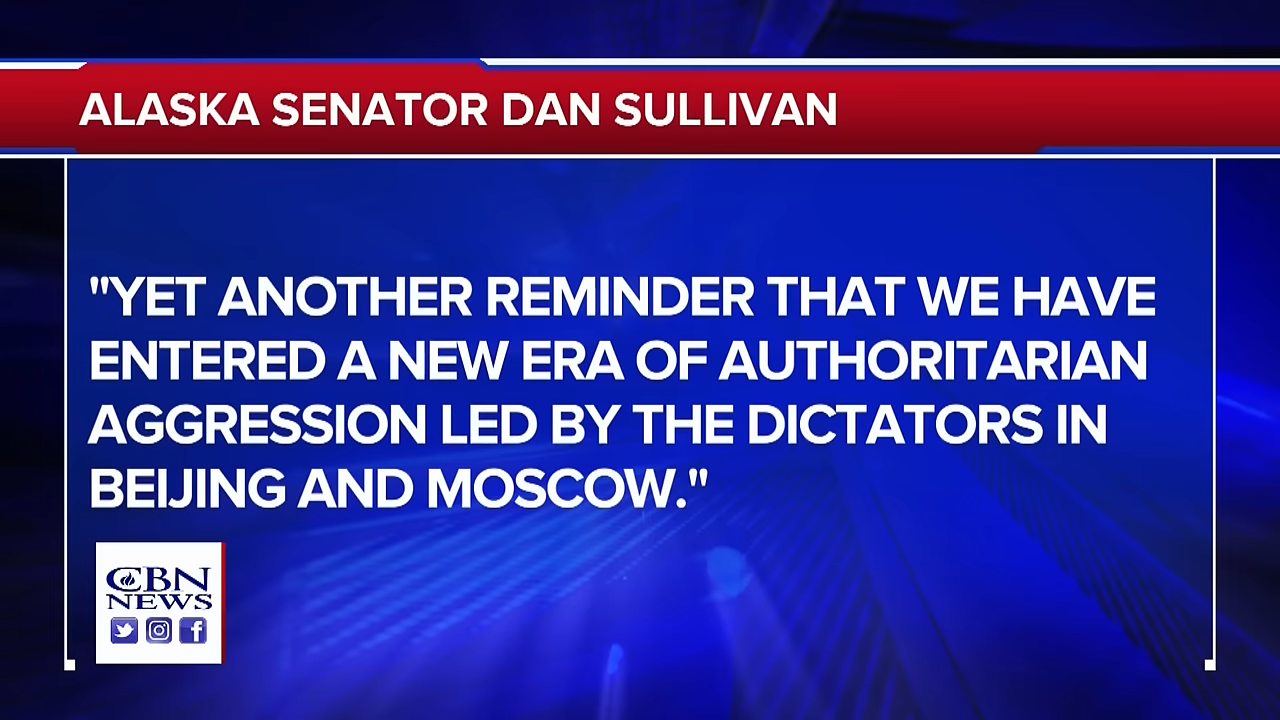 ALASKA SENATOR DAN SULLIVAN
"YET ANOTHER REMINDER THAT WE HAVE
ENTERED A NEW ERA OF AUTHORITARIAN
AGGRESSION LED BY THE DICTATORS IN
BEIJING AND MOSCOW."
CBN
NEWS